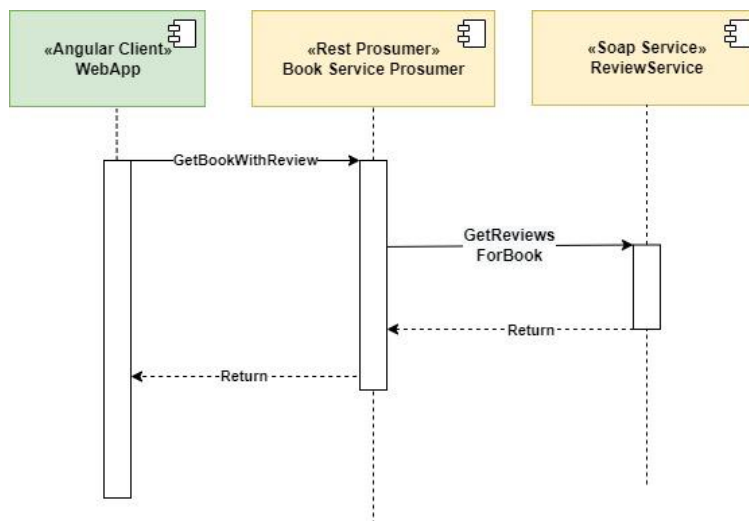 «Angular Client»
WebApp
«Rest Prosumer»
Book Service Prosumer
«Soap Service»
ReviewService
GetBookWithReview
GetReviews
ForBook
Return
Return